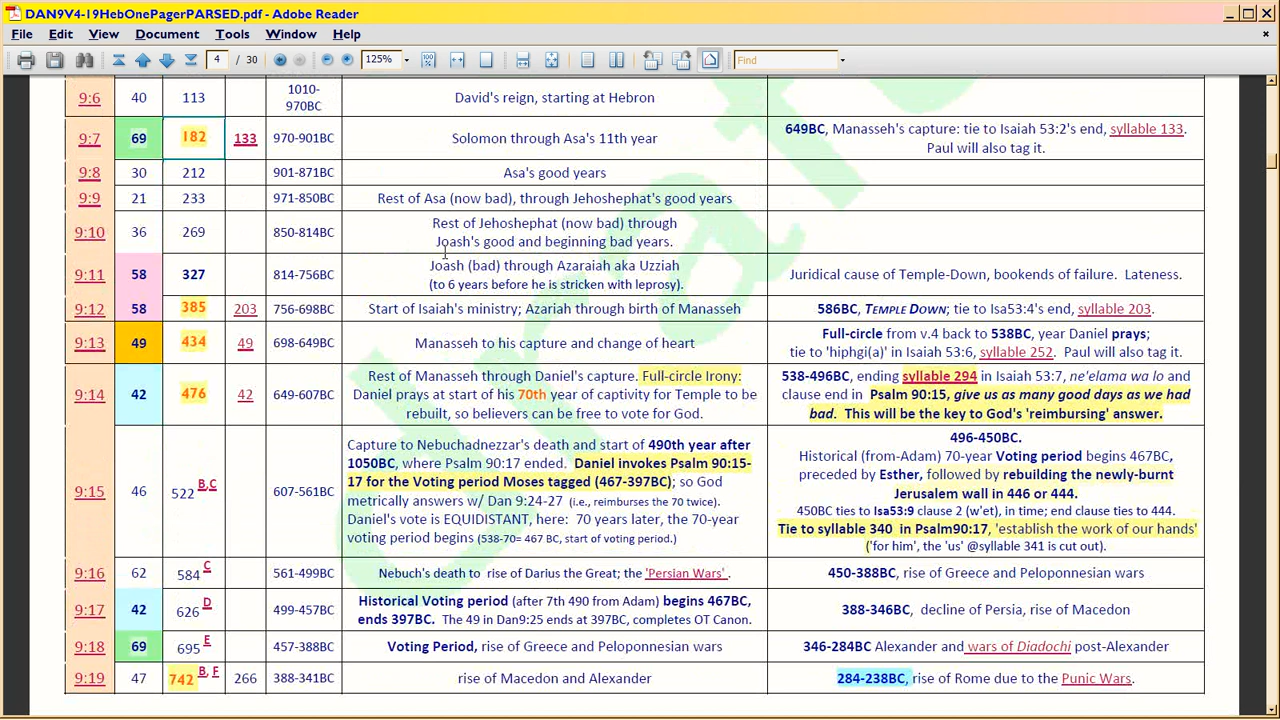 DAN9V4-19HebOnePagerPARSED.pdf - Adobe Reader
File Edit View Document Tools Window Help
4 / 30 125% Find
9:6 40 113 1010-970BC David's reign, starting at Hebron
9:7 69 182 133 970-901BC Solomon through Asa's 11th year 649BC, Manasseh's capture: tie to Isaiah 53:2's end, syllable 133.
Paul will also tag it.
9:8 30 212 901-871BC Asa's good years
9:9 21 233 971-850BC Rest of Asa (now bad), through Jehoshephat's good years
9:10 36 269 850-814BC Rest of Jehoshephat (now bad) through
Joash's good and beginning bad years.
9:11 58 327 814-756BC Joash (bad) through Azaraiah aka Uzziah
(to 6 years before he is stricken with leprosy).
Juridical cause of Temple-Down, bookends of failure. Lateness.
9:12 58 385 203 756-698BC Start of Isaiah's ministry; Azariah through birth of Manasseh 586BC, TEMPLE DOWN; tie to Isa53:4's end, syllable 203.
9:13 49 434 49 698-649BC Manasseh to his capture and change of heart Full-circle from v.4 back to 538BC, year Daniel prays;
tie to 'hiphgi(a)' in Isaiah 53:6, syllable 252. Paul will also tag it.
9:14 42 476 42 649-607BC Rest of Manasseh through Daniel's capture. Full-circle Irony:
Daniel prays at start of his 70th year of captivity for Temple to be
rebuilt, so believers can be free to vote for God.
538-496BC, ending syllable 294 in Isaiah 53:7, ne'elama wa lo and
clause end in Psalm 90:15, give us as many good days as we had
bad. This will be the key to God's 'reimbursing' answer.
9:15 46 522 B,C 607-561BC Capture to Nebuchadnezzar's death and start of 490th year after
1050BC, where Psalm 90:17 ended. Daniel invokes Psalm 90:15-
17 for the Voting period Moses tagged (467-397BC); so God
metrically answers w/ Dan 9:24-27 (i.e., reimburses the 70 twice).
Daniel's vote is EQUIDISTANT, here: 70 years later, the 70-year
voting period begins (538-70= 467 BC, start of voting period.)
496-450BC.
Historical (from-Adam) 70-year Voting period begins 467BC,
preceded by Esther, followed by rebuilding the newly-burnt
Jerusalem wall in 446 or 444.
450BC ties to Isa53:9 clause 2 (w'et), in time; end clause ties to 444.
Tie to syllable 340 in Psalm90:17, 'establish the work of our hands'
('for him', the 'us' @syllable 341 is cut out).
9:16 62 584 C 561-499BC Nebuch's death to rise of Darius the Great; the 'Persian Wars'. 450-388BC, rise of Greece and Peloponnesian wars
9:17 42 626 D 499-457BC Historical Voting period (after 7th 490 from Adam) begins 467BC,
ends 397BC. The 49 in Dan9:25 ends at 397BC, completes OT Canon.
388-346BC, decline of Persia, rise of Macedon
9:18 69 695 E 457-388BC Voting Period, rise of Greece and Peloponnesian wars 346-284BC Alexander and wars of Diadochi post-Alexander
9:19 47 742 B, F 266 388-341BC rise of Macedon and Alexander 284-238BC, rise of Rome due to the Punic Wars.